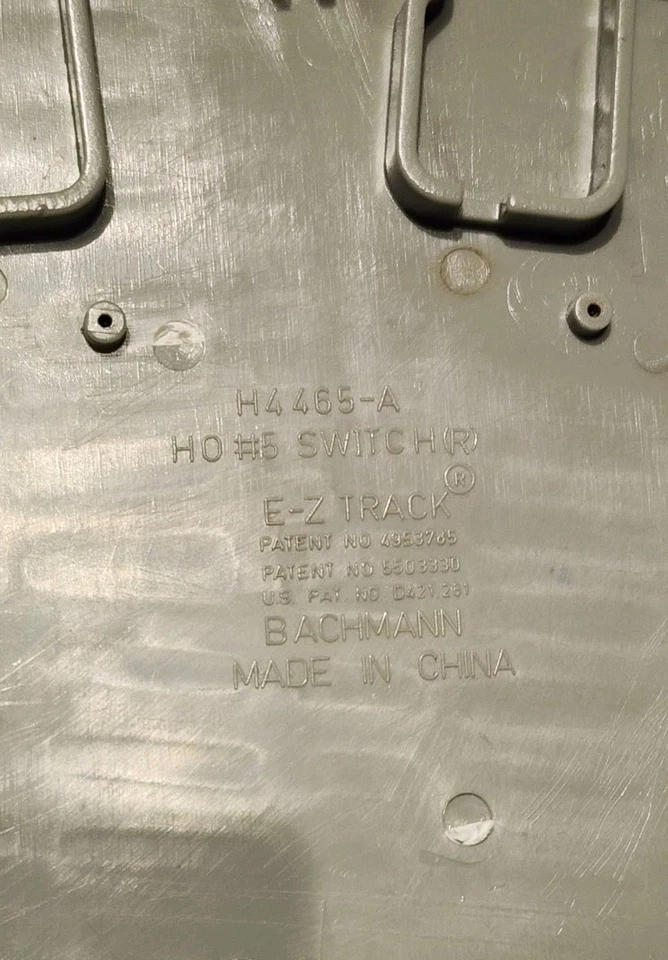 H4465-A
HO #5 SWITCH(R)
®
E-Z TRACK
PATENT NO 4953785
PATENT NO 5503330
U.S. PAT. NO. D421,261
BACHMANN
MADE IN CHINA